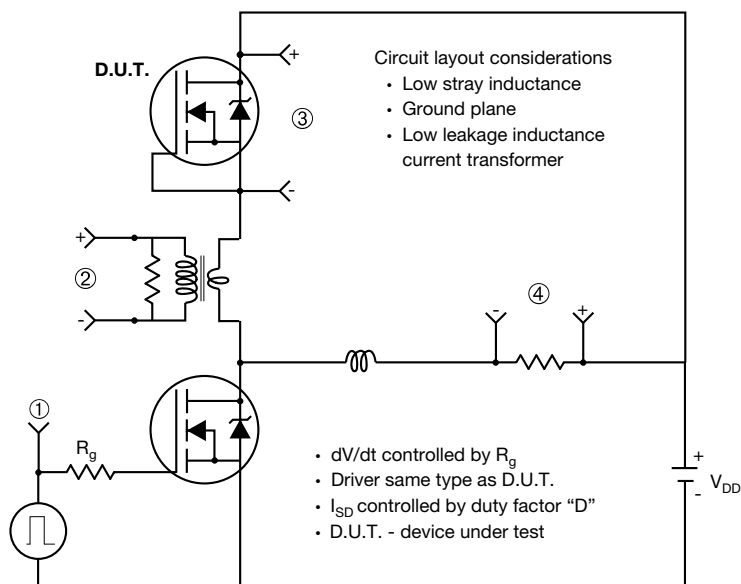 D.U.T.
+
③
-
Circuit layout considerations
• Low stray inductance
• Ground plane
• Low leakage inductance
current transformer
+
②
-
④
- +
①
Rg
• dV/dt controlled by Rg
• Driver same type as D.U.T.
• ISD controlled by duty factor “D”
• D.U.T. - device under test
+
VDD
-